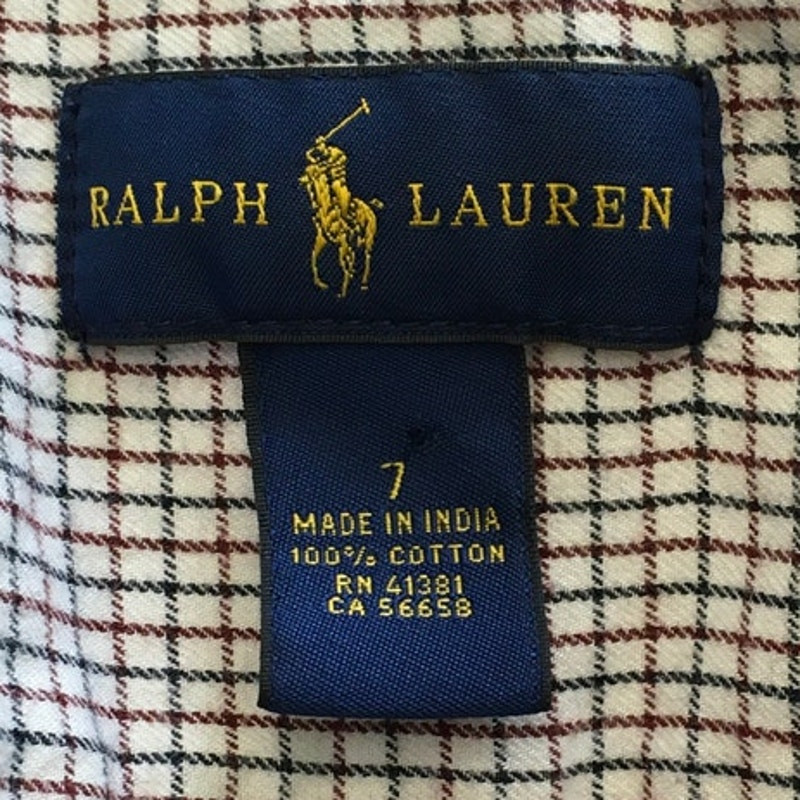 RALPH LAUREN
7
MADE IN INDIA
100% COTTON
RN 41381
CA 56658